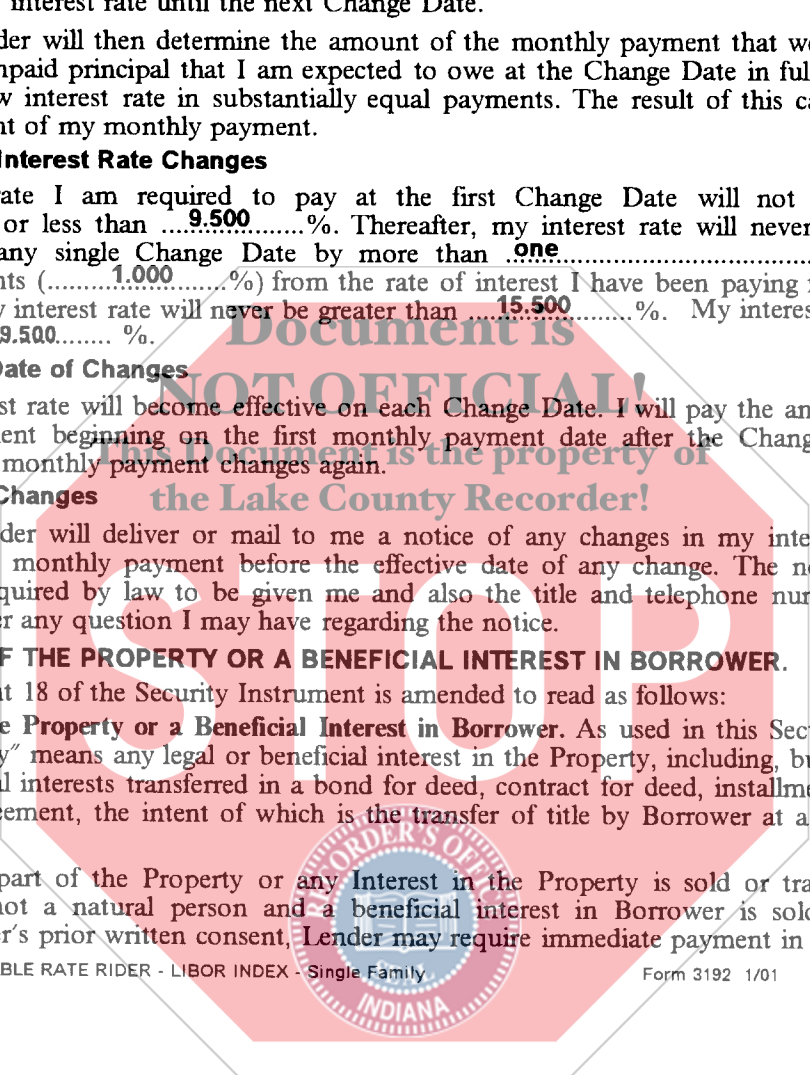 interest rate until the next Change Date.
der will then determine the amount of the monthly payment that
npaid principal that I am expected to owe at the Change Date in
w interest rate in substantially equal payments. The result of this
nt of my monthly payment.
Interest Rate Changes
rate I am required to pay at the first Change Date will not
or less than ....9.500.......%. Thereafter, my interest rate will never
any single Change Date by more than ..one..............................
nts (.........1.000.......%) from the rate of interest I have been paying
y interest rate will never be greater than .....15.500.........%. My
9.500........ %.
Document is
Date of Changes
NOT OFFICIAL!
st rate will become effective on each Change Date. I will pay the
ent beginning on the first monthly payment date after the
This Document is the property of
monthly payment changes again.
Changes
the Lake County Recorder!
der will deliver or mail to me a notice of any changes in my
monthly payment before the effective date of any change. The
quired by law to be given me and also the title and telephone
r any question I may have regarding the notice.
STOP
F THE PROPERTY OR A BENEFICIAL INTEREST IN BORROWER.
t 18 of the Security Instrument is amended to read as follows:
e Property or a Beneficial Interest in Borrower. As used in this
y" means any legal or beneficial interest in the Property, including,
l interests transferred in a bond for deed, contract for deed,
eement, the intent of which is the transfer of title by Borrower at a
RECORDER'S OFFICE
part of the Property or any Interest in the Property is sold or
not a natural person and a beneficial interest in Borrower is
er's prior written consent, Lender may require immediate payment in
SEAL
BLE RATE RIDER - LIBOR INDEX - Single Family Form 3192 1/01
INDIANA